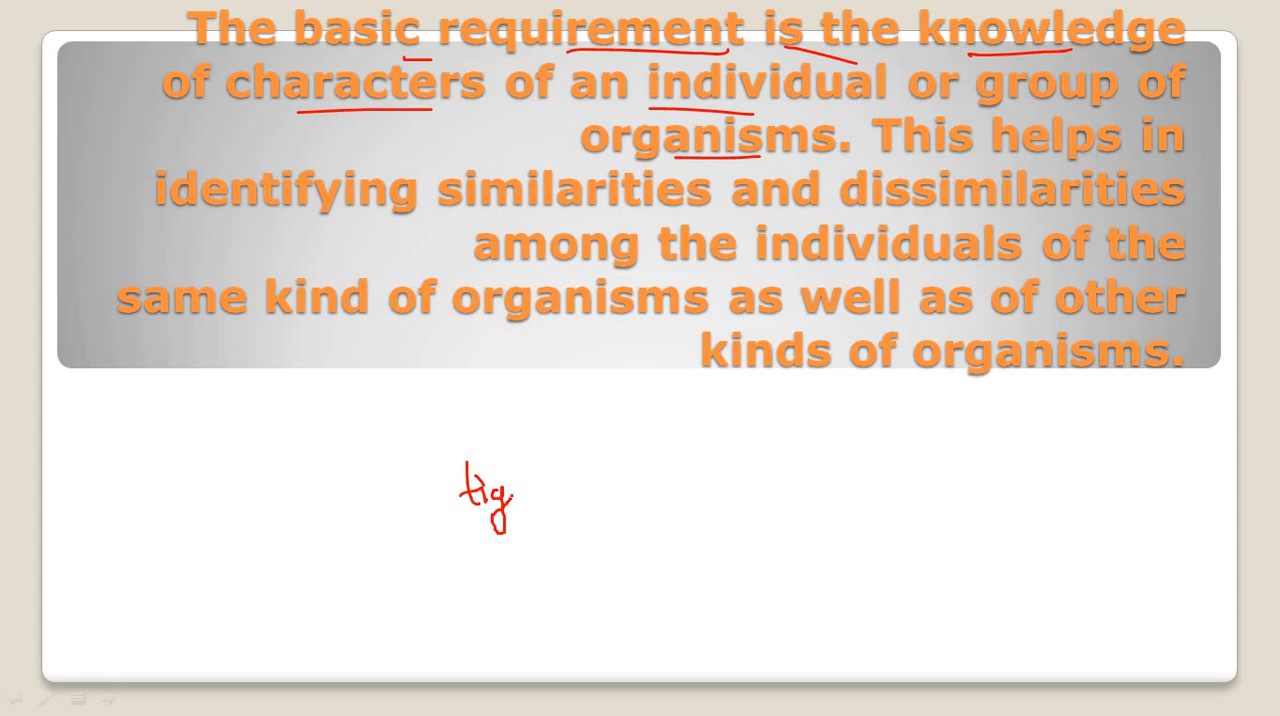 The basic requirement is the knowledge
of characters of an individual or group of
organisms. This helps in
identifying similarities and dissimilarities
among the individuals of the
same kind of organisms as well as of other
kinds of organisms.
tig